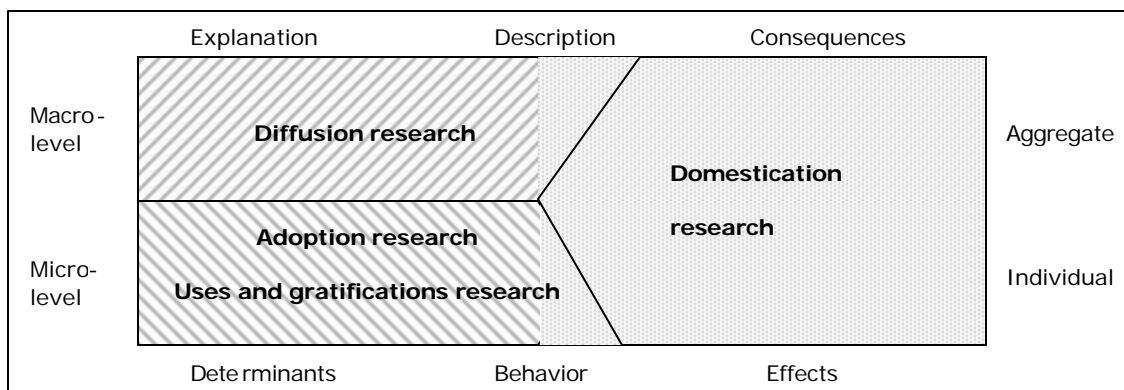 Explanation Description Consequences
Macro-
level
Diffusion research
Aggregate
Domestication
research
Adoption research
Micro-
level
Uses and gratifications research
Individual
Determinants Behavior Effects